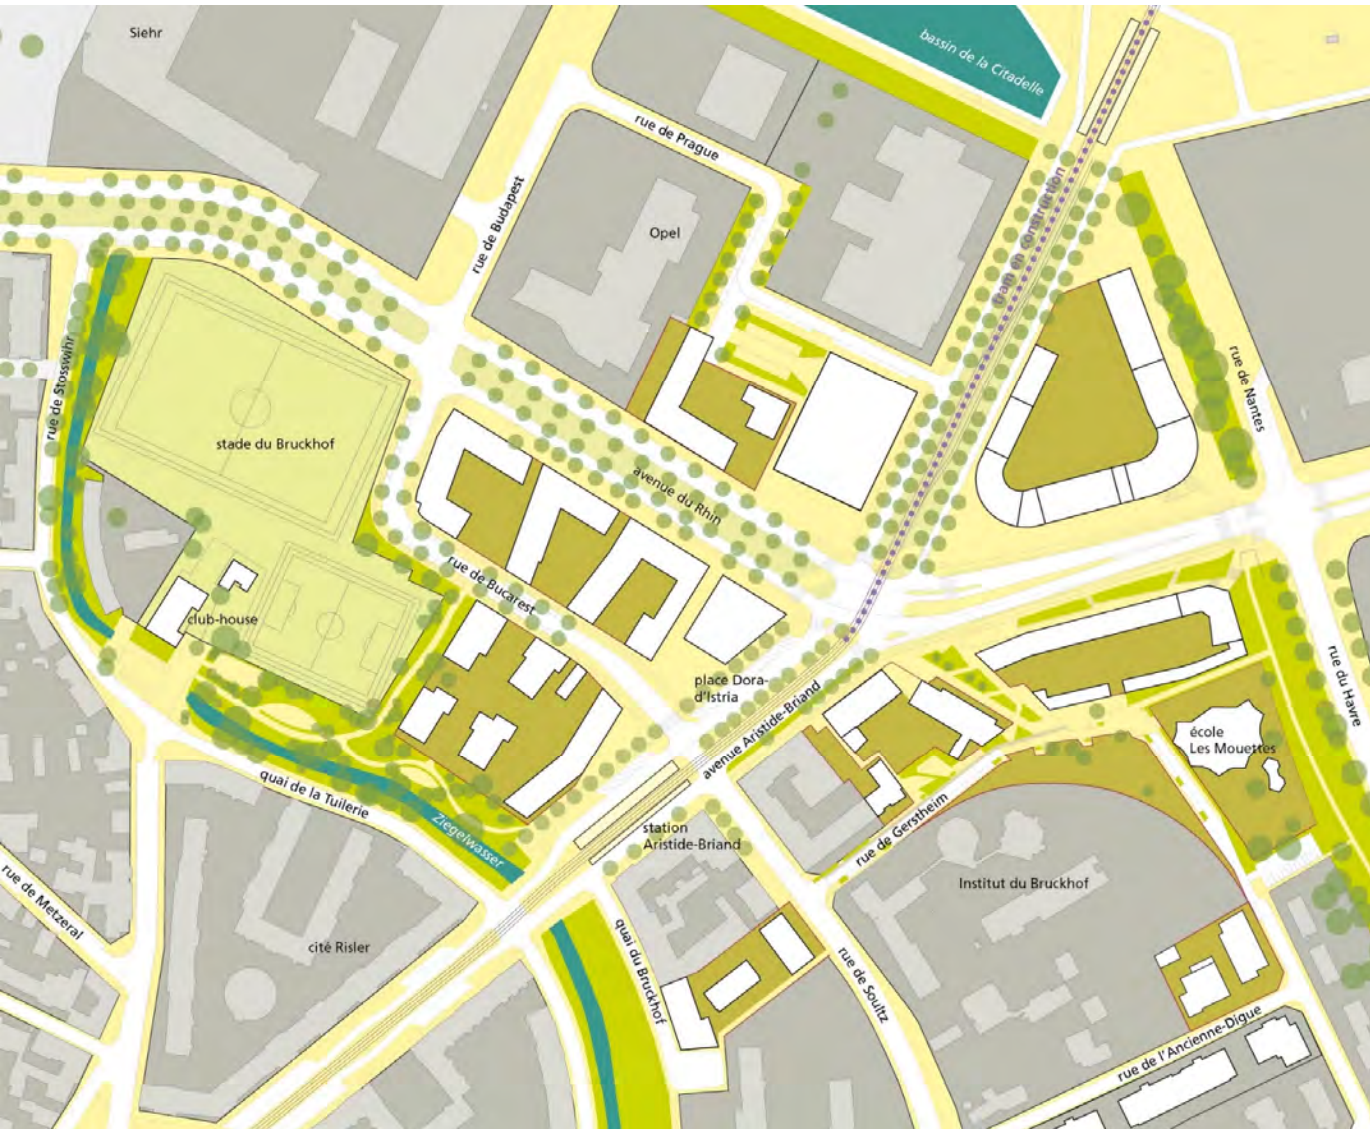 Siehr
bassin de la Citadelle
rue de Prague
tram en construction
rue de Budapest
Opel
rue de Stosswihr
rue de Nantes
stade du Bruckhof
avenue du Rhin
rue de Bucarest
club-house
place Dora-
d'Istria
rue du Havre
avenue Aristide-Briand
école
Les Mouettes
quai de la Tuilerie
Ziegelwasser
station
Aristide-Briand
rue de Gerstheim
rue de Metzeral
Institut du Bruckhof
cité Risler
quai du Bruckhof
rue de Soultz
rue de l'Ancienne-Digue